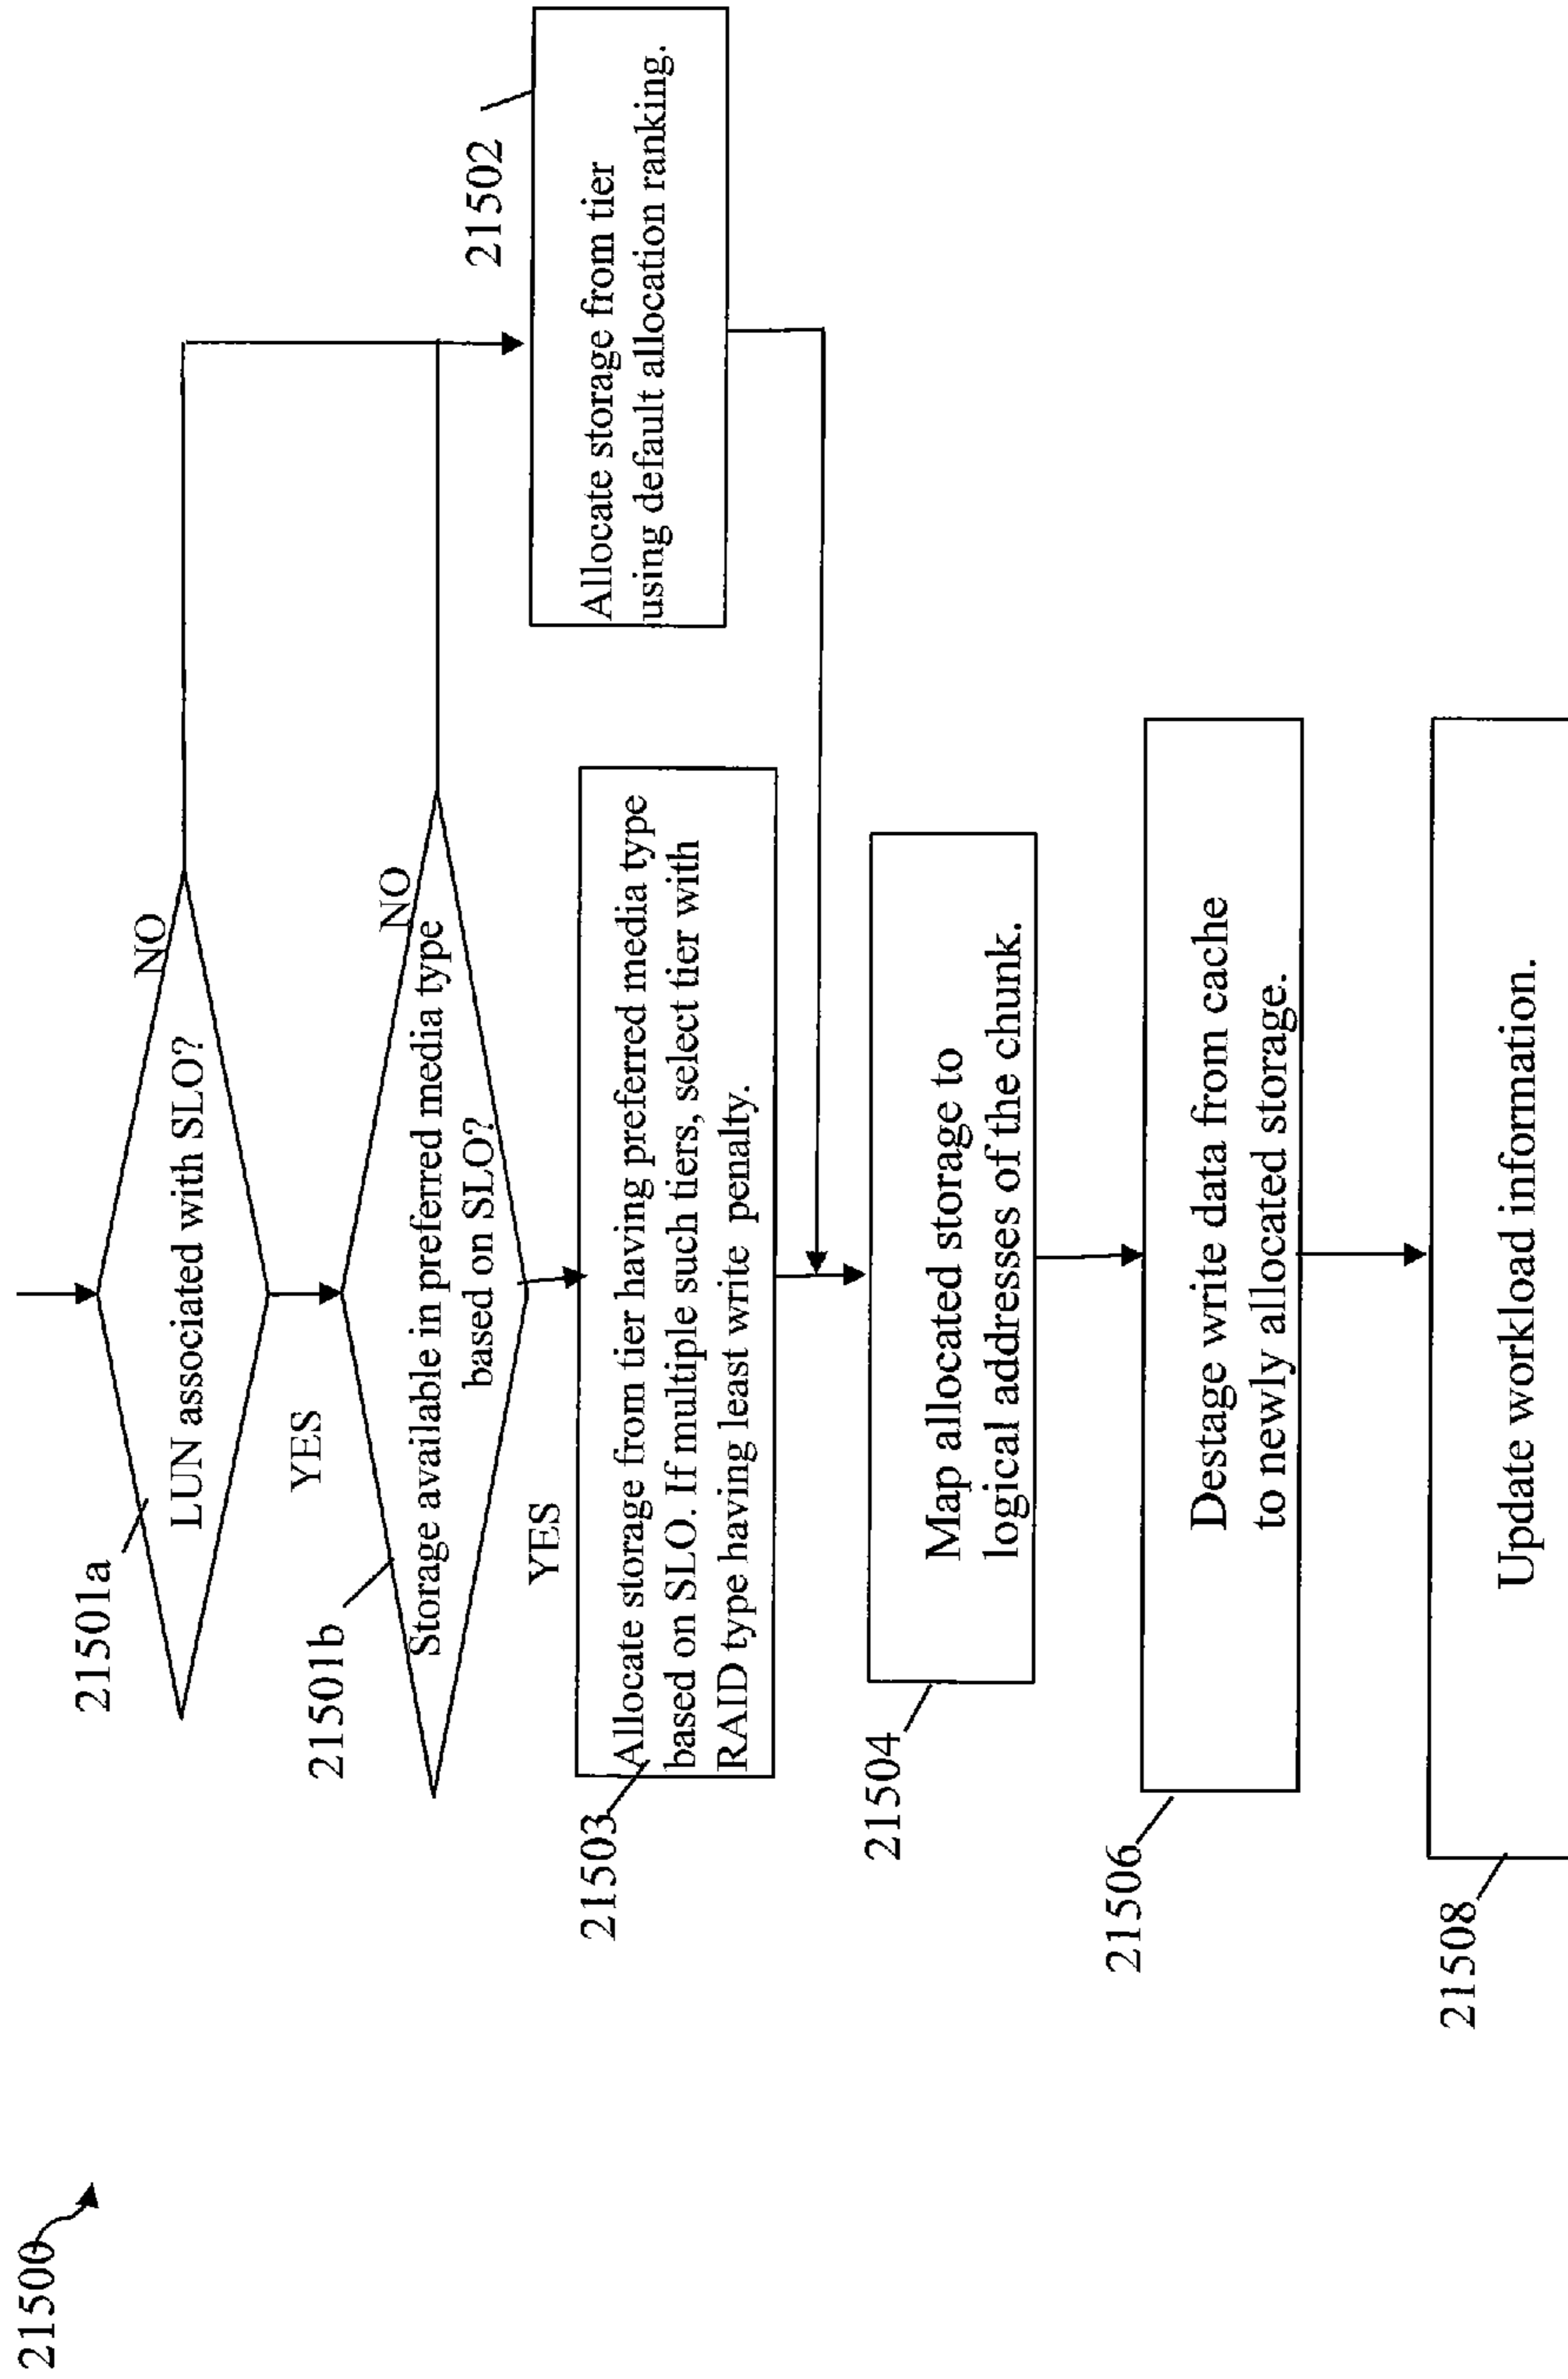 21500
21501a
LUN associated with SLO?
NO
YES
21501b
Storage available in preferred media type
based on SLO?
NO
YES
21502
Allocate storage from tier
using default allocation ranking.
21503
Allocate storage from tier having preferred media type
based on SLO. If multiple such tiers, select tier with
RAID type having least write penalty.
21504
Map allocated storage to
logical addresses of the chunk.
21506
Destage write data from cache
to newly allocated storage.
21508
Update workload information.